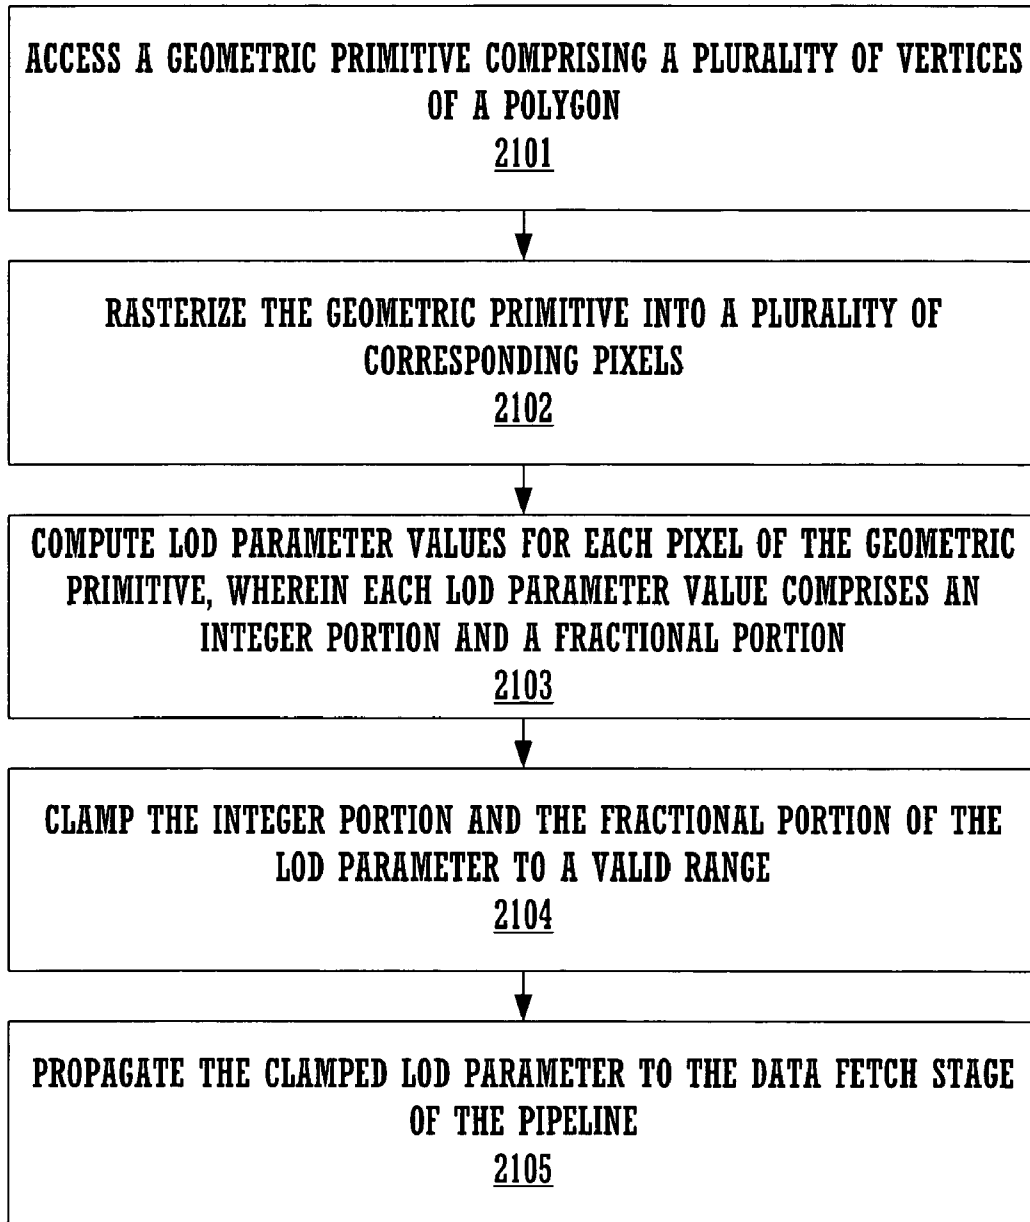 ACCESS A GEOMETRIC PRIMITIVE COMPRISING A PLURALITY OF VERTICES
OF A POLYGON
2101
RASTERIZE THE GEOMETRIC PRIMITIVE INTO A PLURALITY OF
CORRESPONDING PIXELS
2102
COMPUTE LOD PARAMETER VALUES FOR EACH PIXEL OF THE GEOMETRIC
PRIMITIVE, WHEREIN EACH LOD PARAMETER VALUE COMPRISES AN
INTEGER PORTION AND A FRACTIONAL PORTION
2103
CLAMP THE INTEGER PORTION AND THE FRACTIONAL PORTION OF THE
LOD PARAMETER TO A VALID RANGE
2104
PROPAGATE THE CLAMPED LOD PARAMETER TO THE DATA FETCH STAGE
OF THE PIPELINE
2105